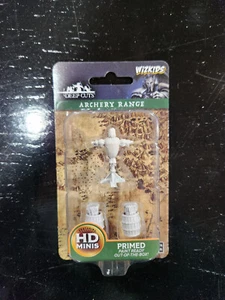 DEEP CUTS
WIZKIDS
ARCHERY RANGE
HD
MINIS
PRIMED
PAINT READY
OUT-OF-THE-BOX!